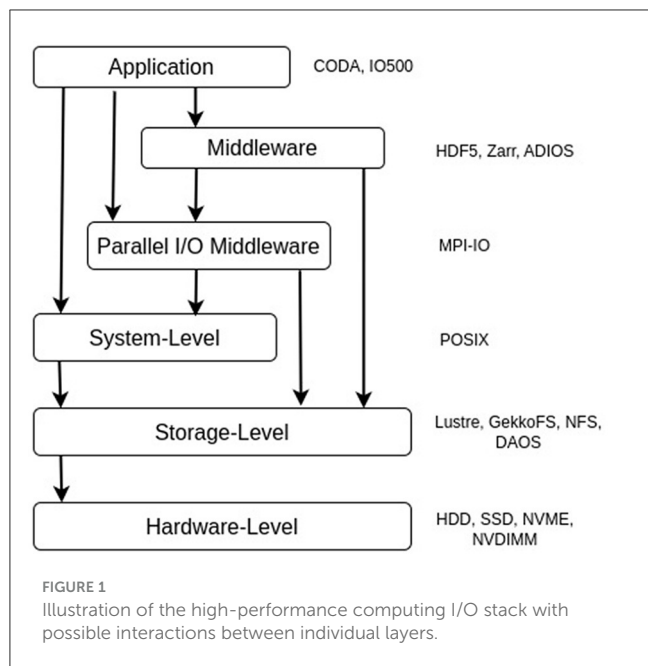 Application
CODA, IO500
Middleware
HDF5, Zarr, ADIOS
Parallel I/O Middleware
MPI-IO
System-Level
POSIX
Storage-Level
Lustre, GekkoFS, NFS,
DAOS
Hardware-Level
HDD, SSD, NVME,
NVDIMM
FIGURE 1
Illustration of the high-performance computing I/O stack with
possible interactions between individual layers.